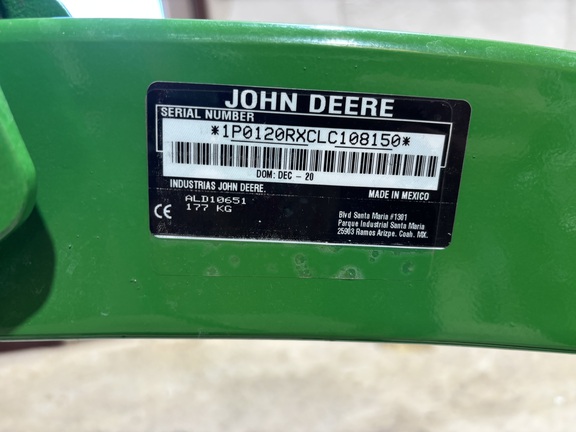 JOHN DEERE
SERIAL NUMBER
*1P0120RXCLC108150*
DOM: DEC - 20
INDUSTRIAS JOHN DEERE.
MADE IN MEXICO
ALD10651
177 KG
CE
Blvd Santa Maria #1301
Parque Industrial Santa Maria
25903 Ramos Arizpe. Coah. MX.